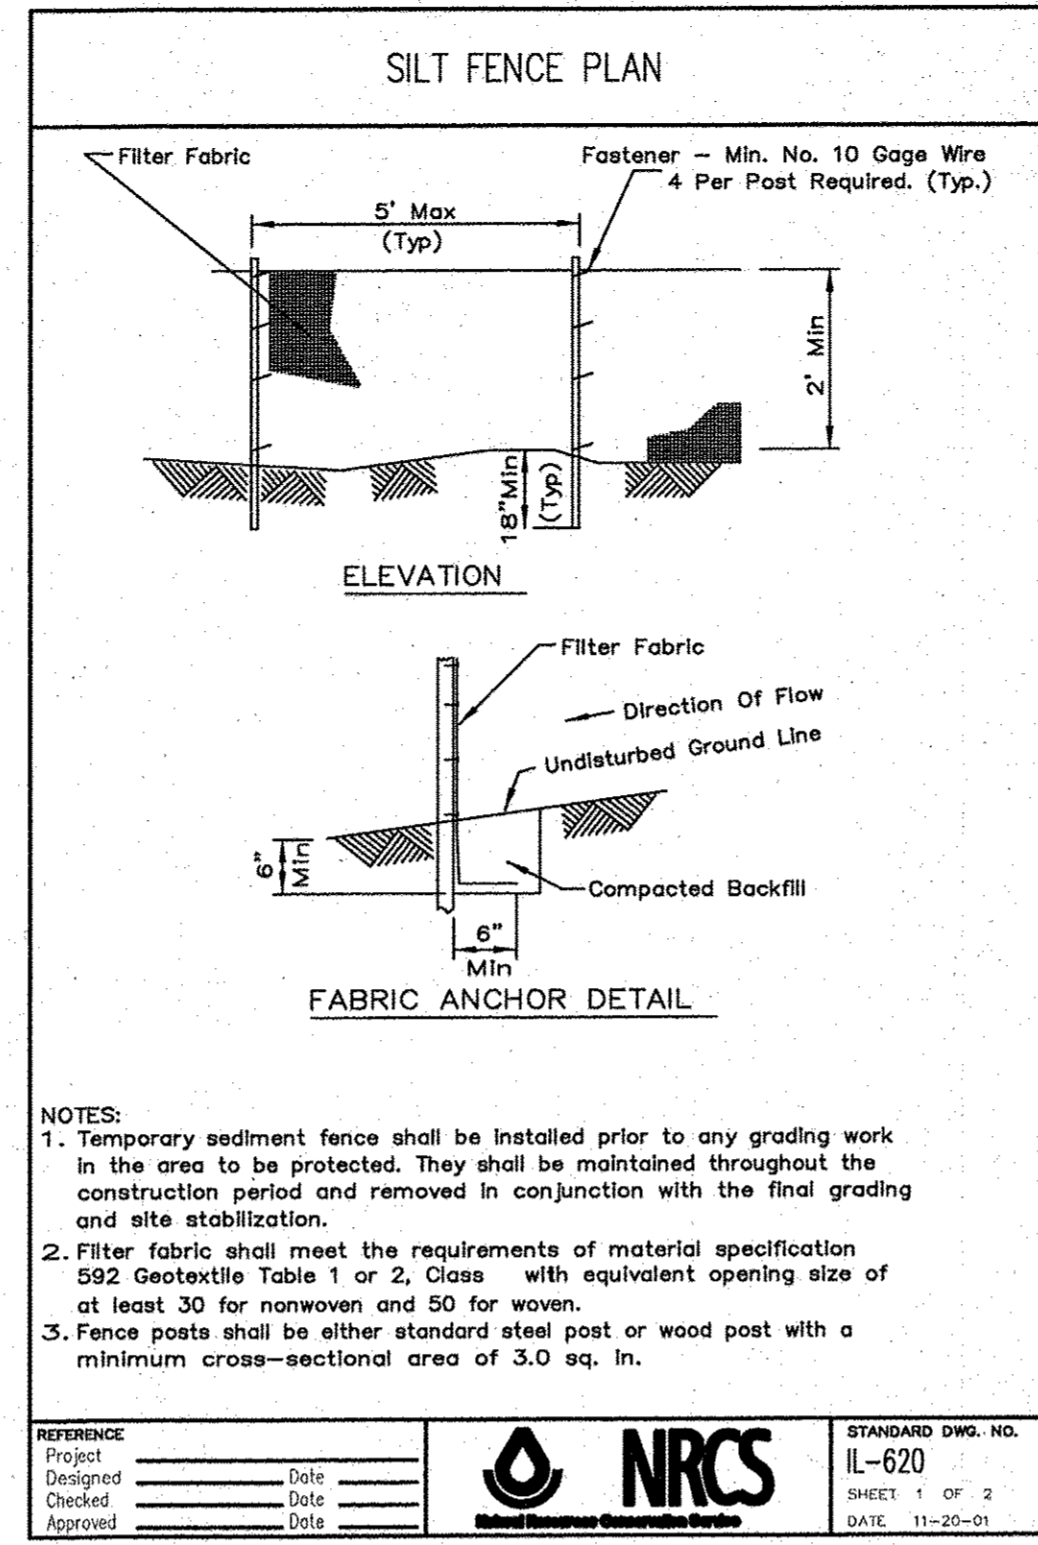 SILT FENCE PLAN
Filter Fabric
Fastener - Min. No. 10 Gage Wire
4 Per Post Required. (Typ.)
5' Max
(Typ)
2' Min
18" Min
(Typ)
ELEVATION
Filter Fabric
Direction Of Flow
Undisturbed Ground Line
6"
Min
Compacted Backfill
6"
Min
FABRIC ANCHOR DETAIL
NOTES:
1. Temporary sediment fence shall be installed prior to any grading work
in the area to be protected. They shall be maintained throughout the
construction period and removed in conjunction with the final grading
and site stabilization.
2. Filter fabric shall meet the requirements of material specification
592 Geotextile Table 1 or 2, Class with equivalent opening size of
at least 30 for nonwoven and 50 for woven.
3. Fence posts shall be either standard steel post or wood post with a
minimum cross-sectional area of 3.0 sq. in.
REFERENCE
Project
Designed Date
Checked Date
Approved Date
NRCS
Natural Resources Conservation Service
STANDARD DWG. NO.
IL-620
SHEET 1 OF 2
DATE 11-20-01